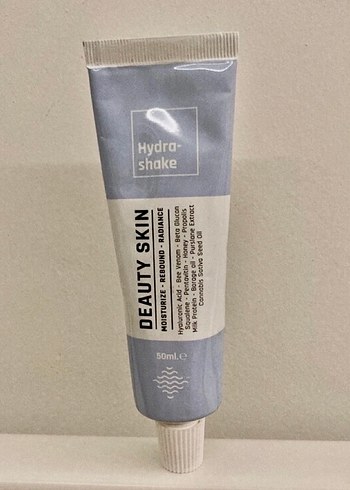 Hydra-
shake
DEAUTY SKIN
MOISTURIZE - REBOUND - RADIANCE
Hyaluronic Acid - Bee Venom - Beta Glucan
Squalene - Pentavitin - Honey - Propolis
Milk Protein - Borage oil - Purslane Extract
Cannabis Sativa Seed Oil
50ml. ℮